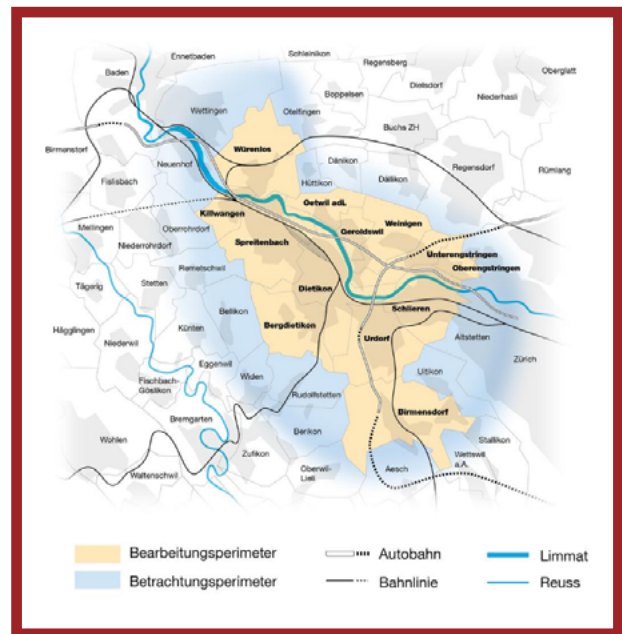 Ennetbaden
Schleinikon
Regensberg
Oberglatt
Baden
Dielsdorf
Boppelsen
Niederhasli
Wettingen
Otelfingen
Buchs ZH
Birmenstorf
Würenlos
Neuenhof
Dänikon
Regensdorf
Rümlang
Fislisbach
Hüttikon
Dällikon
Killwangen
Oetwil adL
Weinigen
Mellingen
Oberrohrdorf
Geroldswil
Niederrohrdorf
Spreitenbach
Unterengstringen
Remetschwil
Oberengstringen
Stetten
Tägerig
Dietikon
Bellikon
Schlieren
Hägglingen
Künten
Bergdietikon
Altstetten
Niederwil
Urdorf
Zürich
Eggenwil
Uitikon
Fischbach-
Göslikon
Widen
Rudolfstetten
Bremgarten
Birmensdorf
Berikon
Stallikon
Wohlen
Zufikon
Wettswil
a.A.
Oberwil-
Lieli
Aesch
Waltenschwil
Bearbeitungsperimeter
Autobahn
Limmat
Betrachtungsperimeter
Bahnlinie
Reuss